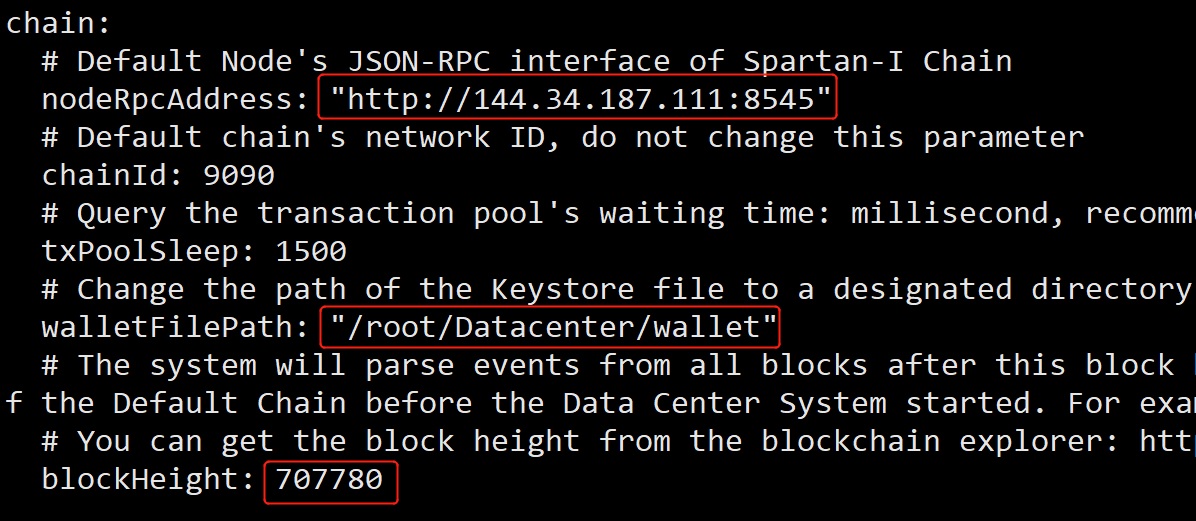 chain:
# Default Node's JSON-RPC interface of Spartan-I Chain
nodeRpcAddress: "http://144.34.187.111:8545"
# Default chain's network ID, do not change this parameter
chainId: 9090
# Query the transaction pool's waiting time: millisecond,
txPoolSleep: 1500
# Change the path of the Keystore file to a designated directory
walletFilePath: "/root/Datacenter/wallet"
# The system will parse events from all blocks after this block
f the Default Chain before the Data Center System started. For
# You can get the block height from the blockchain explorer:
blockHeight: 707780